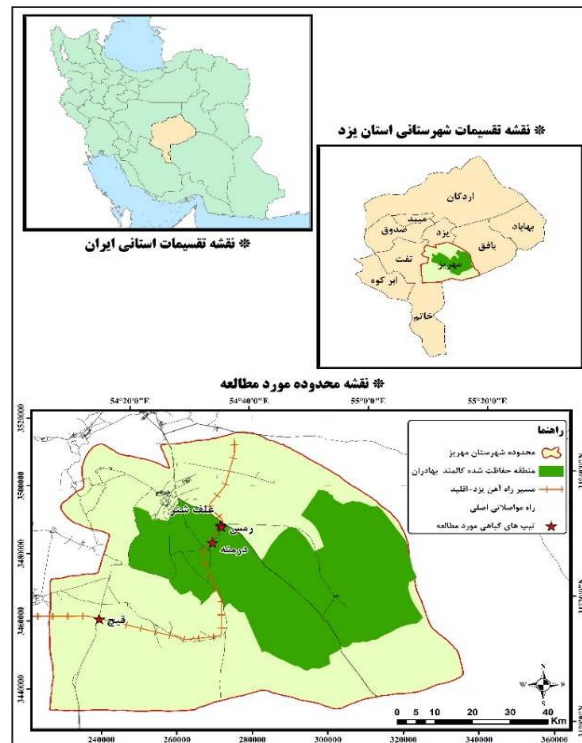 ※ نقشه تقسیمات استانی ایران
※ نقشه تقسیمات شهرستانی استان یزد
اردکان
بهاباد
میبد
صدوق
یزد
بافق
تفت
مهریز
ابر کوه
خاتم
※ نقشه محدوده مورد مطالعه
54°20'0"E
54°40'0"E
55°0'0"E
55°20'0"E
راهنما
محدوده شهرستان مهریز
منطقه حفاظت شده کالمند بهادران
مسیر راه آهن یزد-اقلید
راه مواصلاتی اصلی
تیپ های گیاهی مورد مطالعه
علف شتر
رمس
درمنه
قیچ
3520000
3500000
3480000
3460000
3440000
N
W
E
S
0 5 10 20 30 40
Km
240000 260000 280000 300000 320000 340000 360000